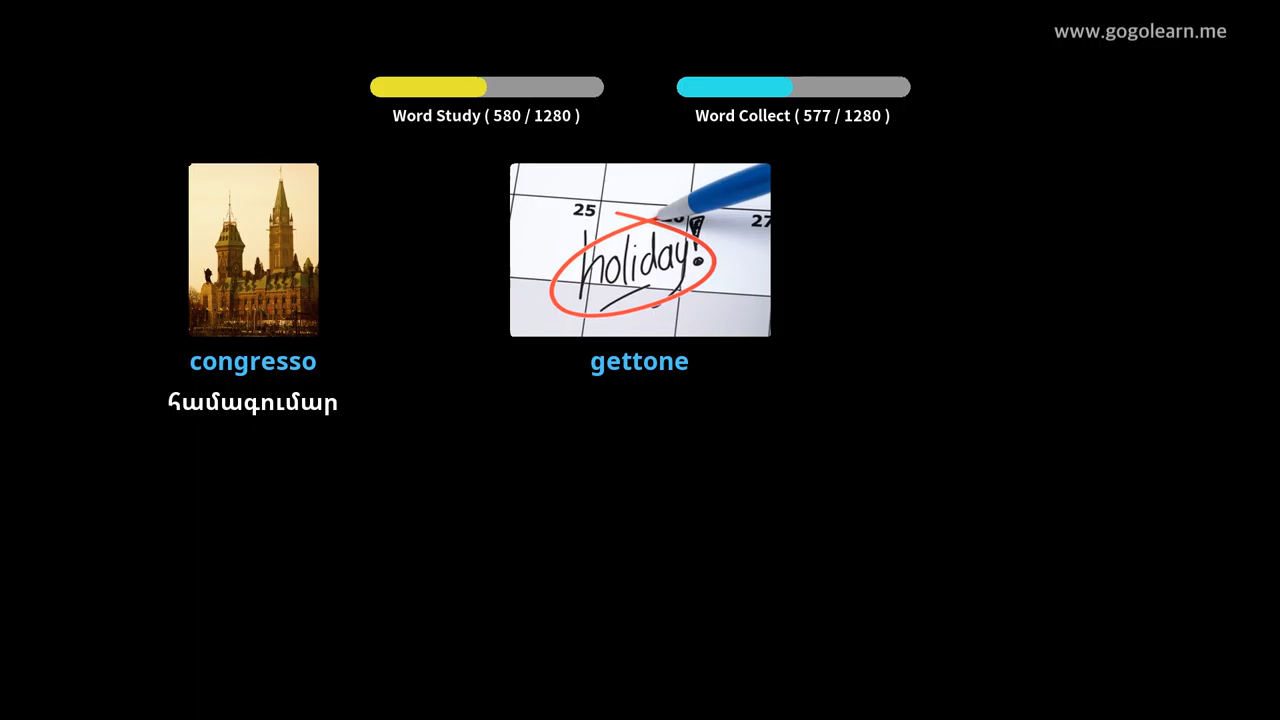 www.gogolearn.me
Word Study ( 580 / 1280 )
Word Collect ( 577 / 1280 )
25
27
holiday!
congresso
gettone
համագումար